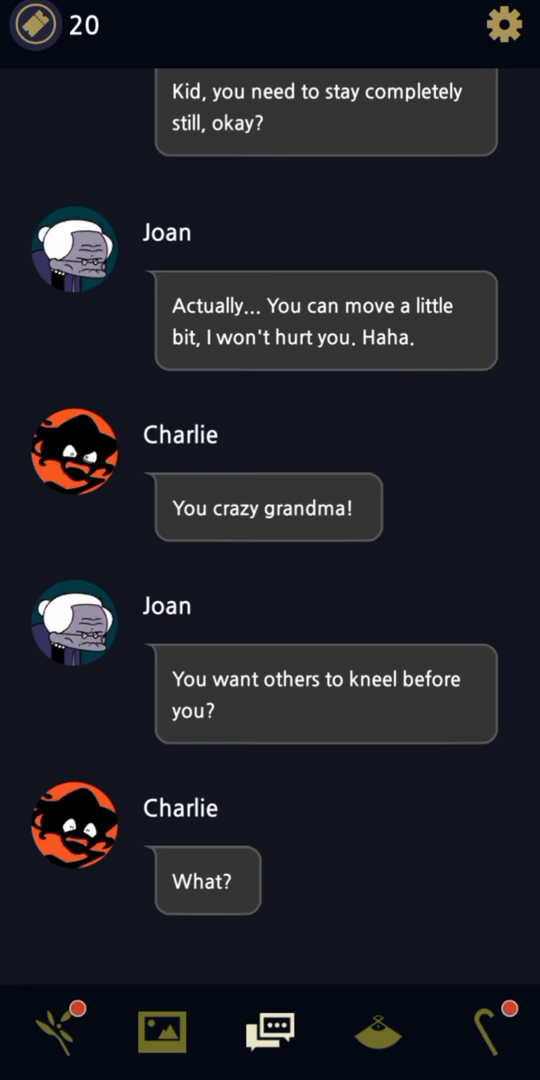 20
Kid, you need to stay completely
still, okay?
Joan
Actually... You can move a little
bit, I won't hurt you. Haha.
Charlie
You crazy grandma!
Joan
You want others to kneel before
you?
Charlie
What?